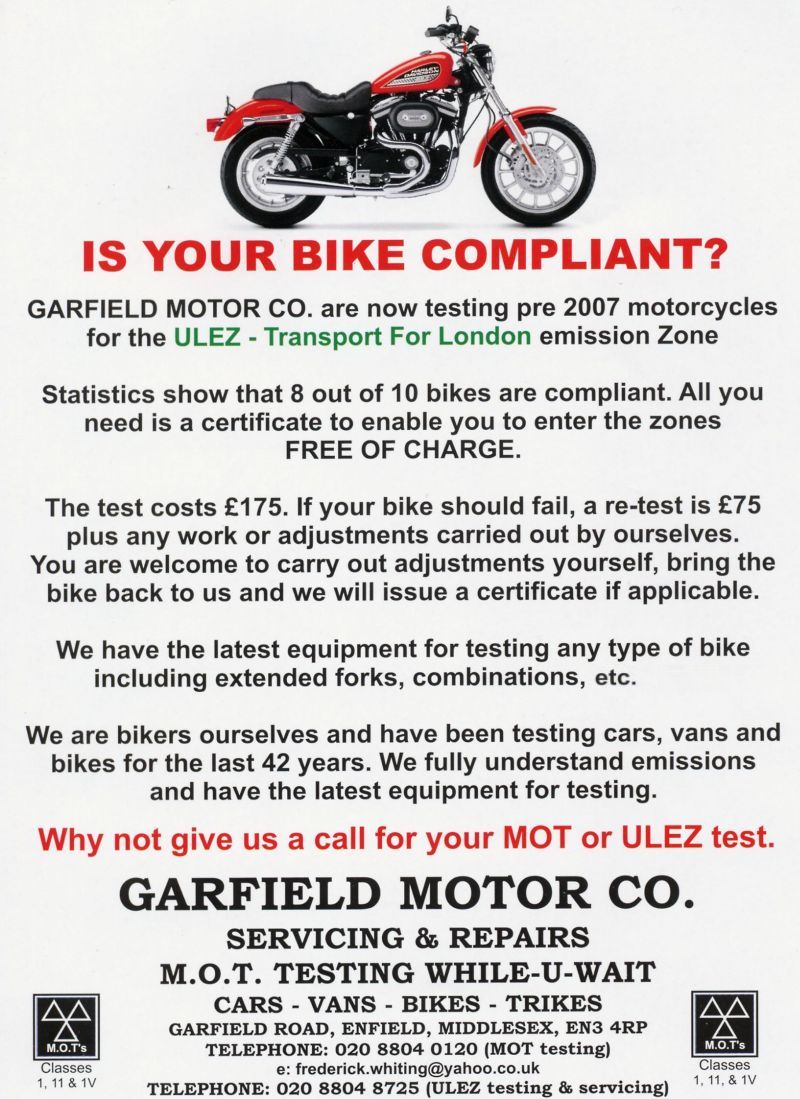 HARLEY-DAVIDSON
IS YOUR BIKE COMPLIANT?
GARFIELD MOTOR CO. are now testing pre 2007 motorcycles
for the ULEZ - Transport For London emission Zone
Statistics show that 8 out of 10 bikes are compliant. All you
need is a certificate to enable you to enter the zones
FREE OF CHARGE.
The test costs £175. If your bike should fail, a re-test is £75
plus any work or adjustments carried out by ourselves.
You are welcome to carry out adjustments yourself, bring the
bike back to us and we will issue a certificate if applicable.
We have the latest equipment for testing any type of bike
including extended forks, combinations, etc.
We are bikers ourselves and have been testing cars, vans and
bikes for the last 42 years. We fully understand emissions
and have the latest equipment for testing.
Why not give us a call for your MOT or ULEZ test.
GARFIELD MOTOR CO.
SERVICING & REPAIRS
M.O.T. TESTING WHILE-U-WAIT
CARS - VANS - BIKES - TRIKES
GARFIELD ROAD, ENFIELD, MIDDLESEX, EN3 4RP
TELEPHONE: 020 8804 0120 (MOT testing)
e: frederick.whiting@yahoo.co.uk
TELEPHONE: 020 8804 8725 (ULEZ testing & servicing)
M.O.T's
Classes
1, 11 & 1V
M.O.T's
Classes
1, 11, & 1V